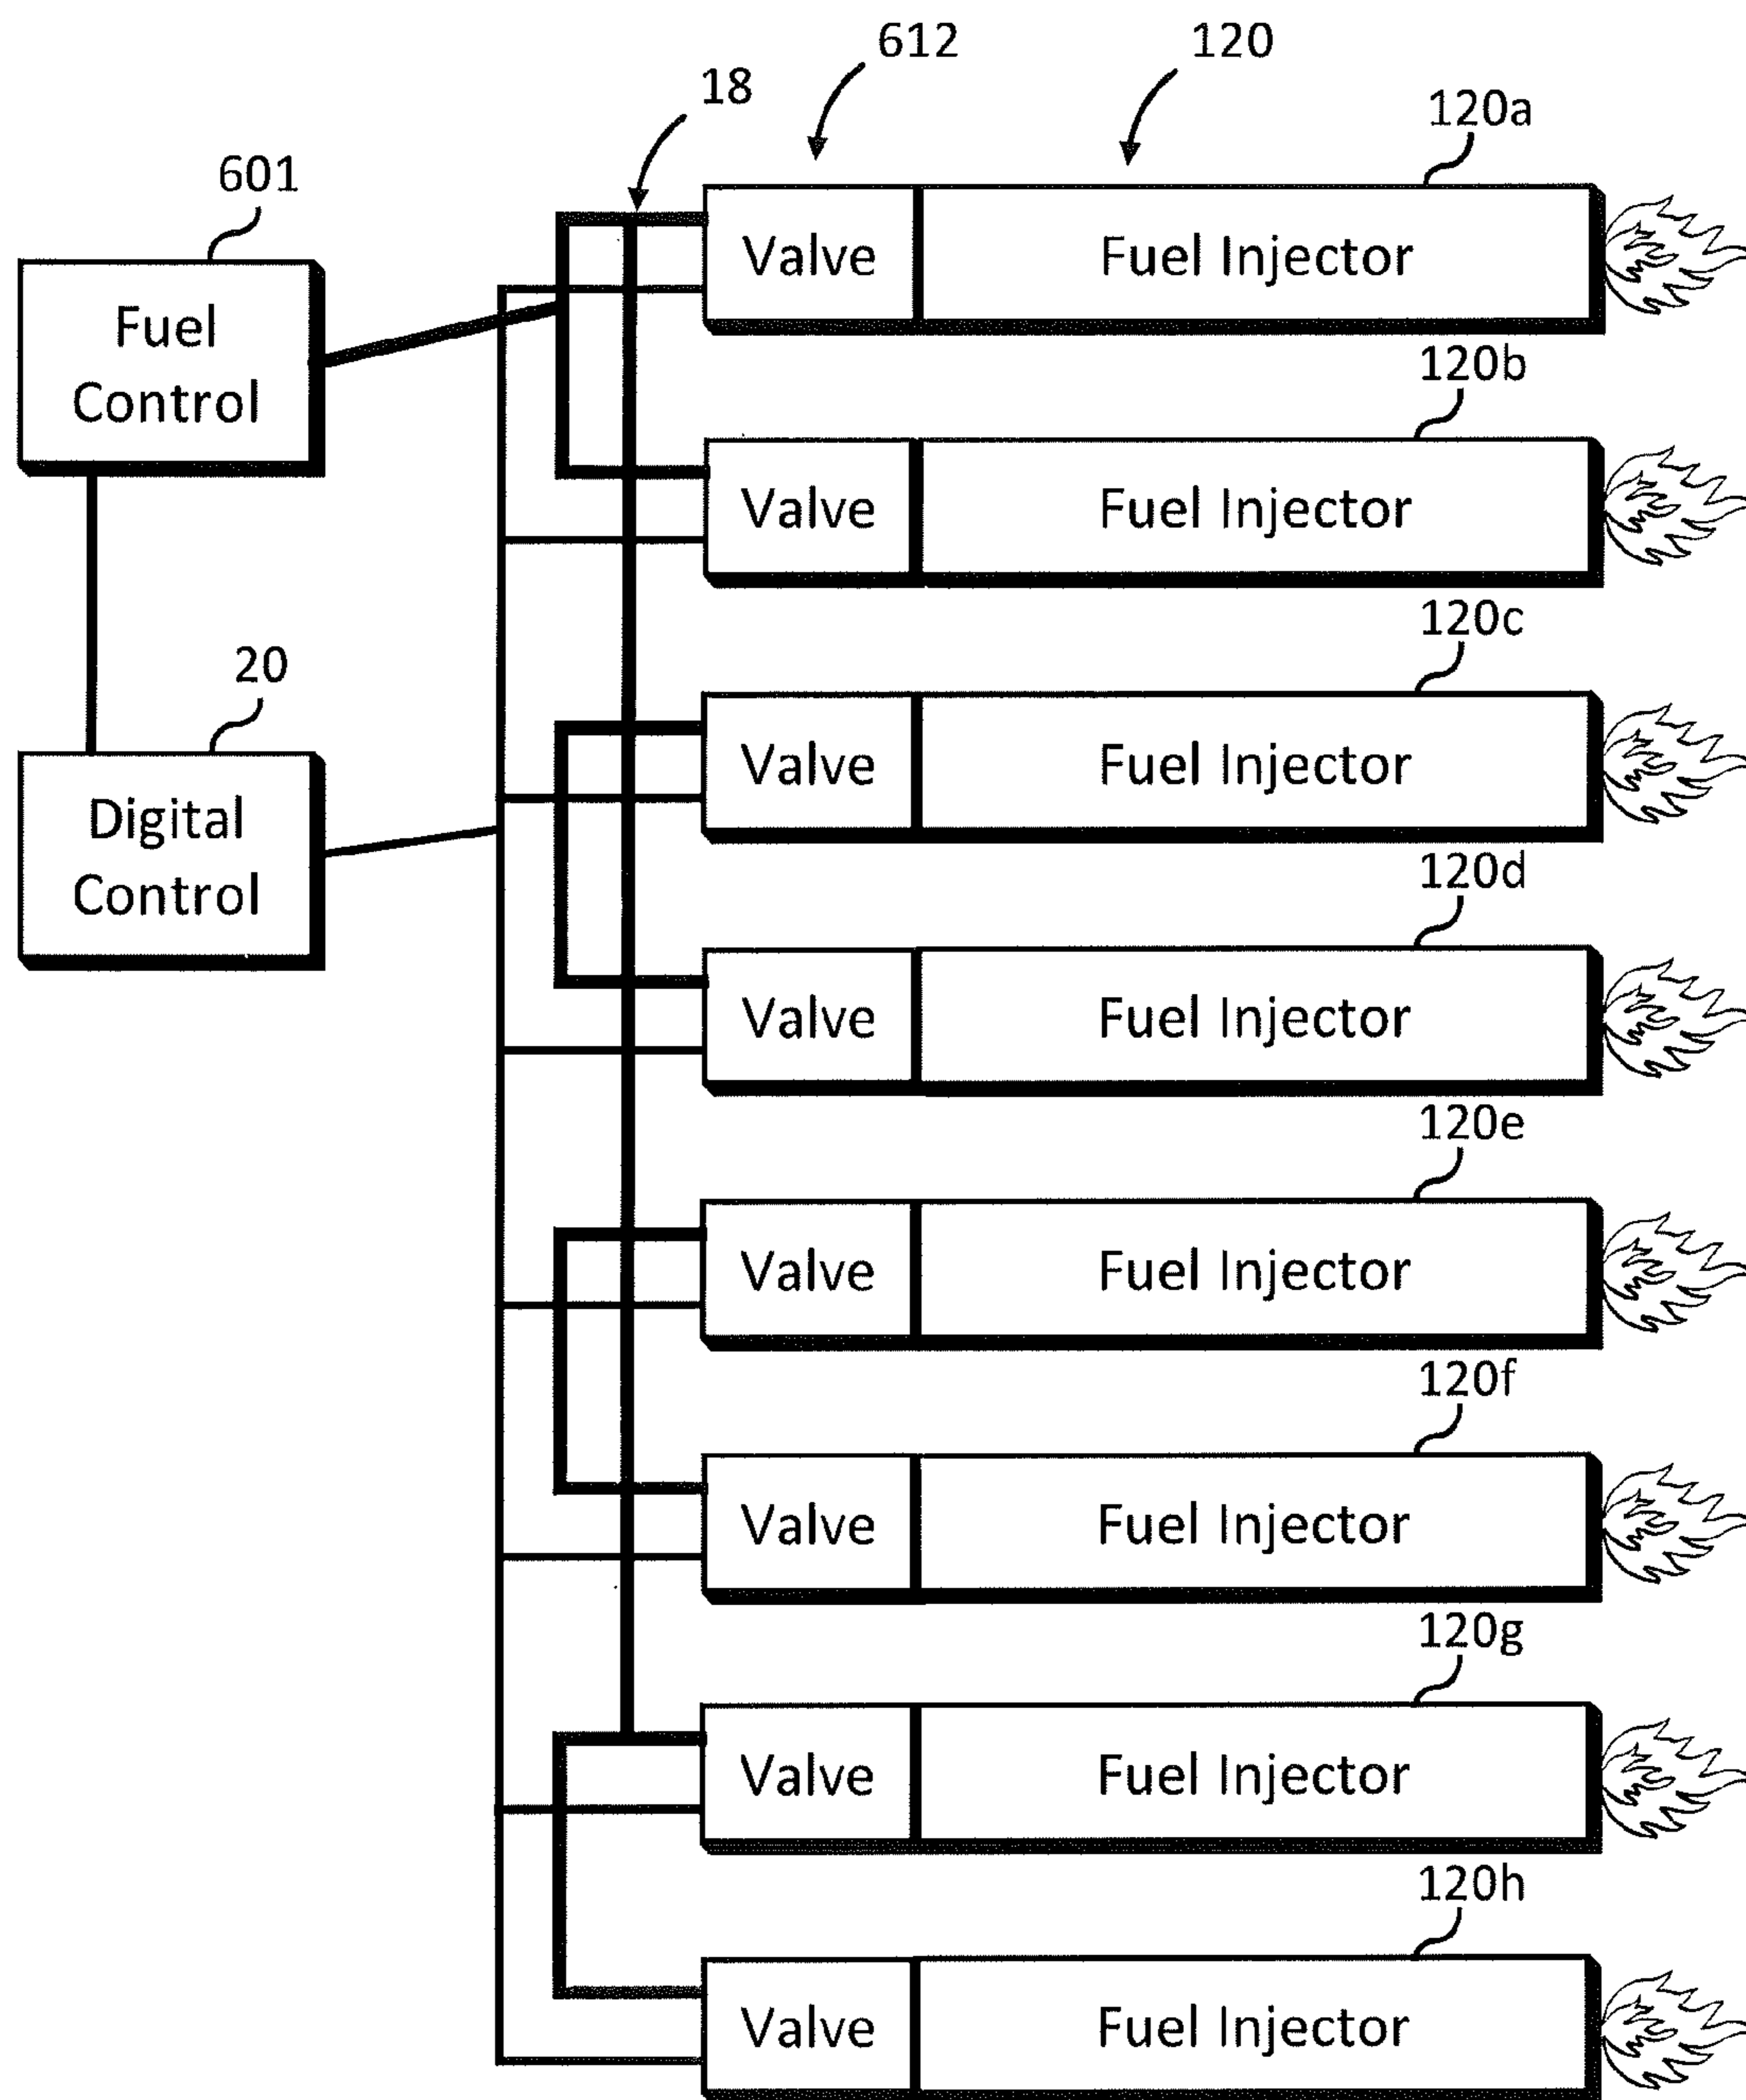 612
120
18
120a
601
Valve
Fuel Injector
Fuel
Control
120b
Valve
Fuel Injector
120c
20
Valve
Fuel Injector
Digital
Control
120d
Valve
Fuel Injector
120e
Valve
Fuel Injector
120f
Valve
Fuel Injector
120g
Valve
Fuel Injector
120h
Valve
Fuel Injector